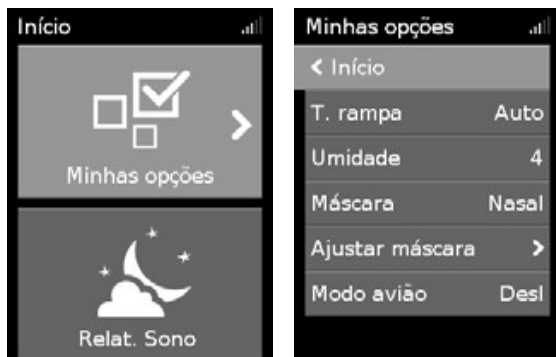 Início
Minhas opções
Relat. Sono
Minhas opções
Início
T. rampa Auto
Umidade 4
Máscara Nasal
Ajustar máscara
Modo avião Desl